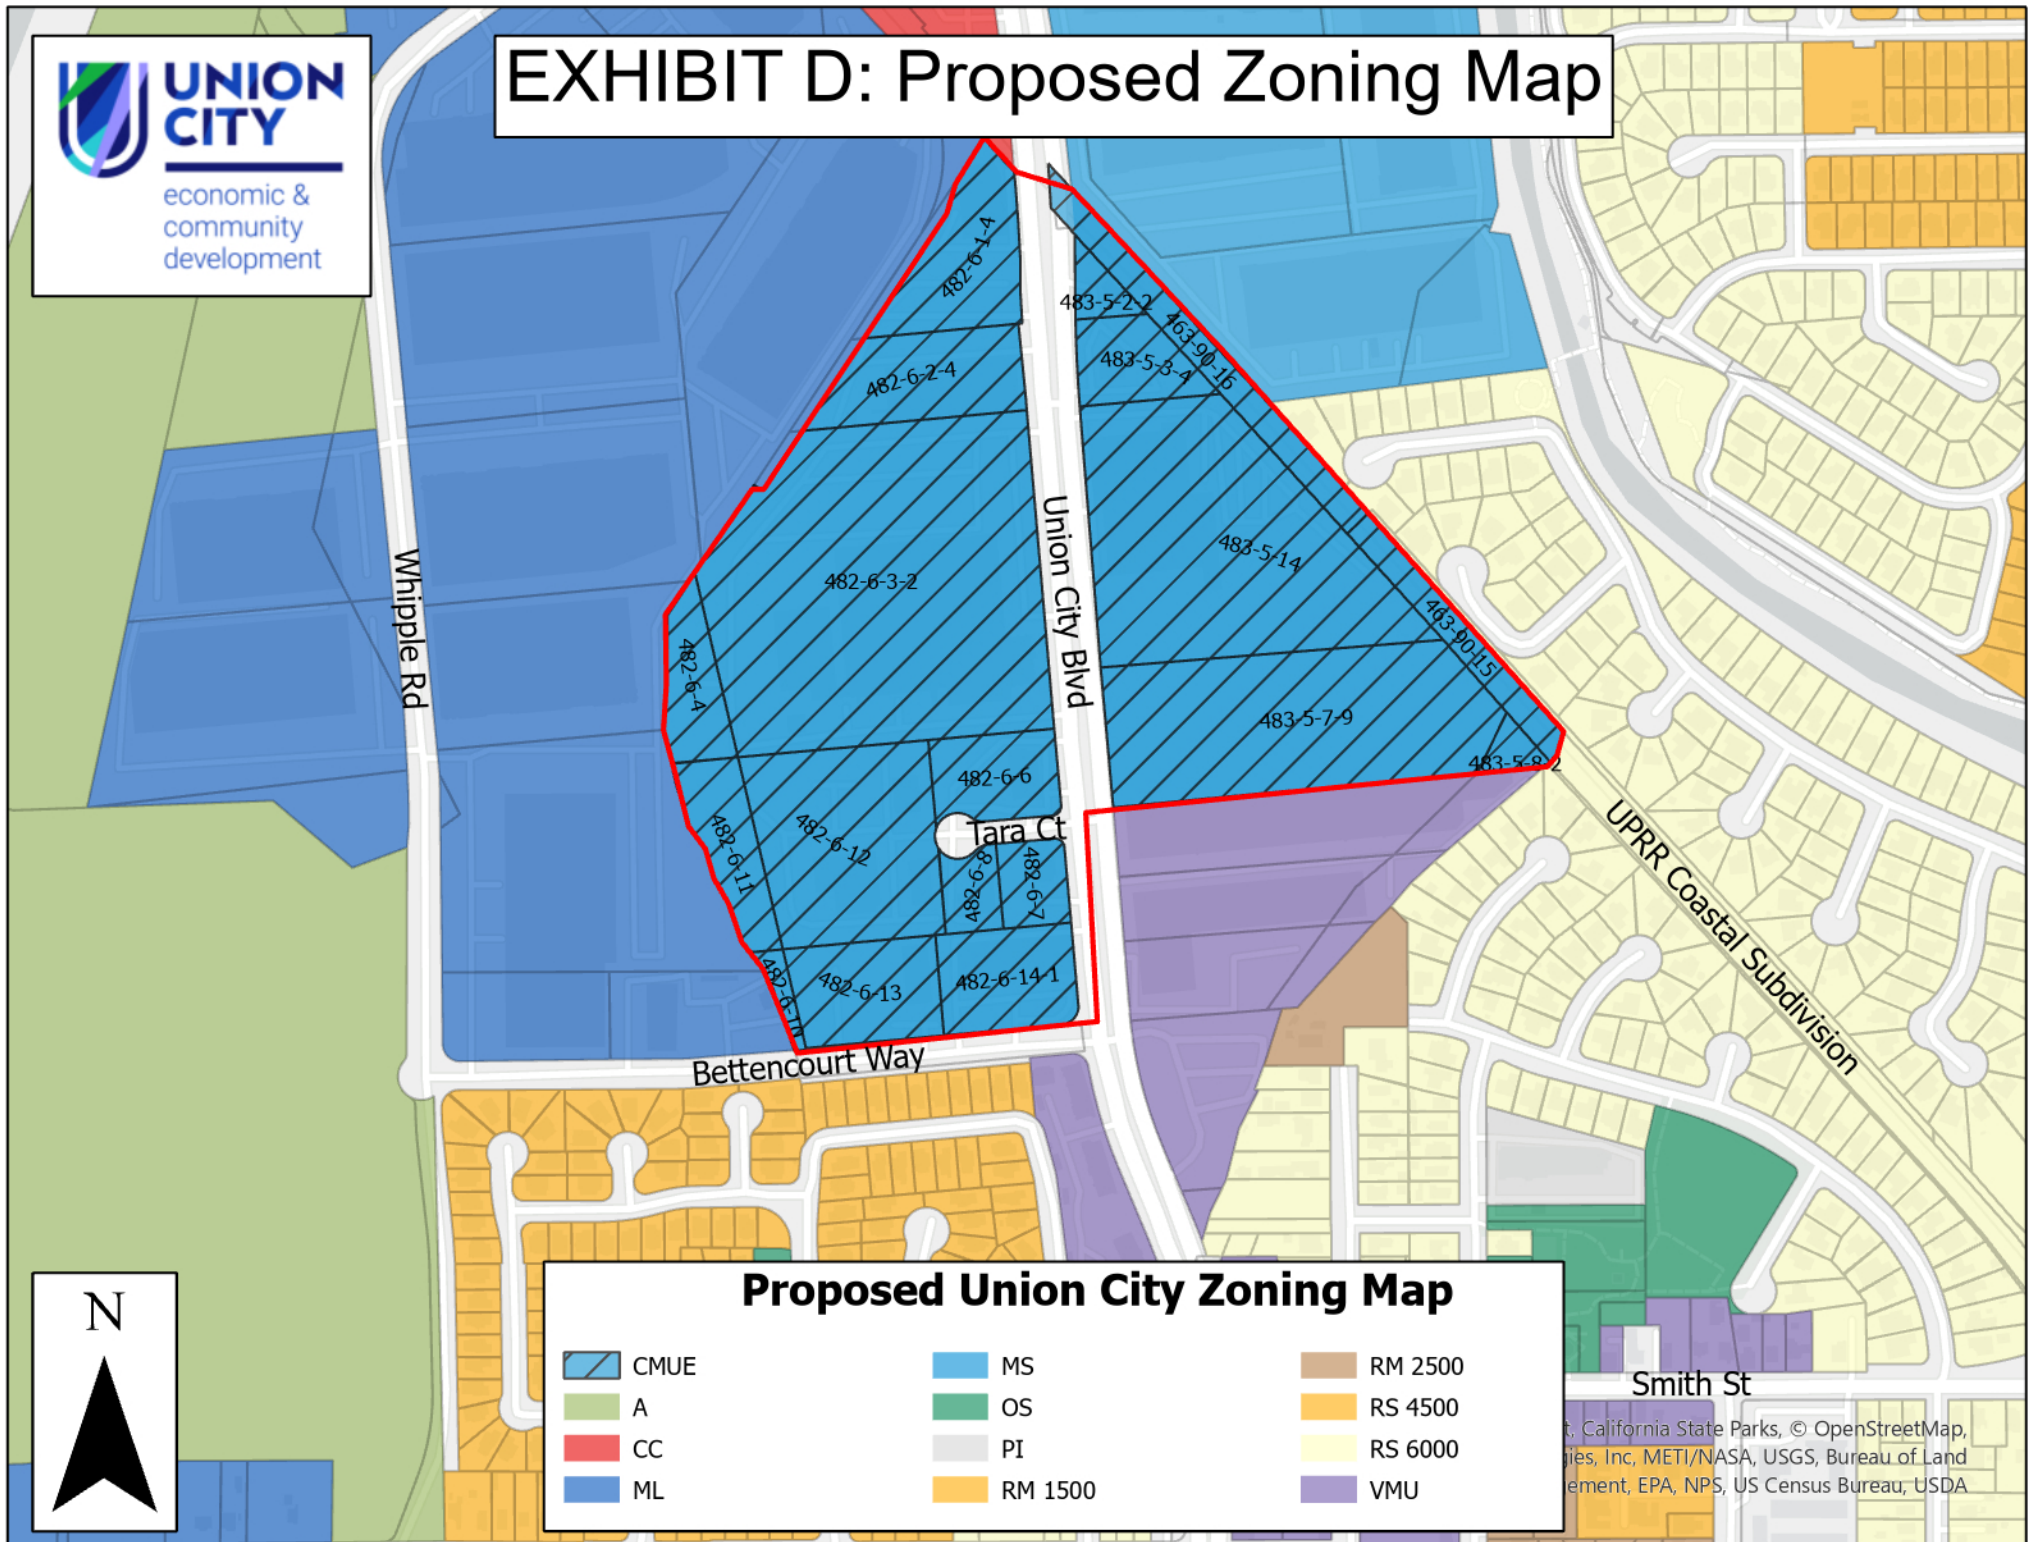 UNION
CITY
economic &
community
development
EXHIBIT D: Proposed Zoning Map
482-6-1-4
483-5-2-2
463-90-16
483-5-3-4
482-6-2-4
Union City Blvd
483-5-14
Whipple Rd
482-6-3-2
463-90-15
482-6-4
483-5-7-9
483-5-8-2
482-6-6
Tara Ct
482-6-12
482-6-11
482-6-8
482-6-7
UPRR Coastal Subdivision
482-6-10
482-6-13
482-6-14-1
Bettencourt Way
N
Proposed Union City Zoning Map
CMUE
A
CC
ML
MS
OS
PI
RM 1500
RM 2500
RS 4500
RS 6000
VMU
Smith St
California State Parks, © OpenStreetMap,
Inc, METI/NASA, USGS, Bureau of Land
EPA, NPS, US Census Bureau, USDA